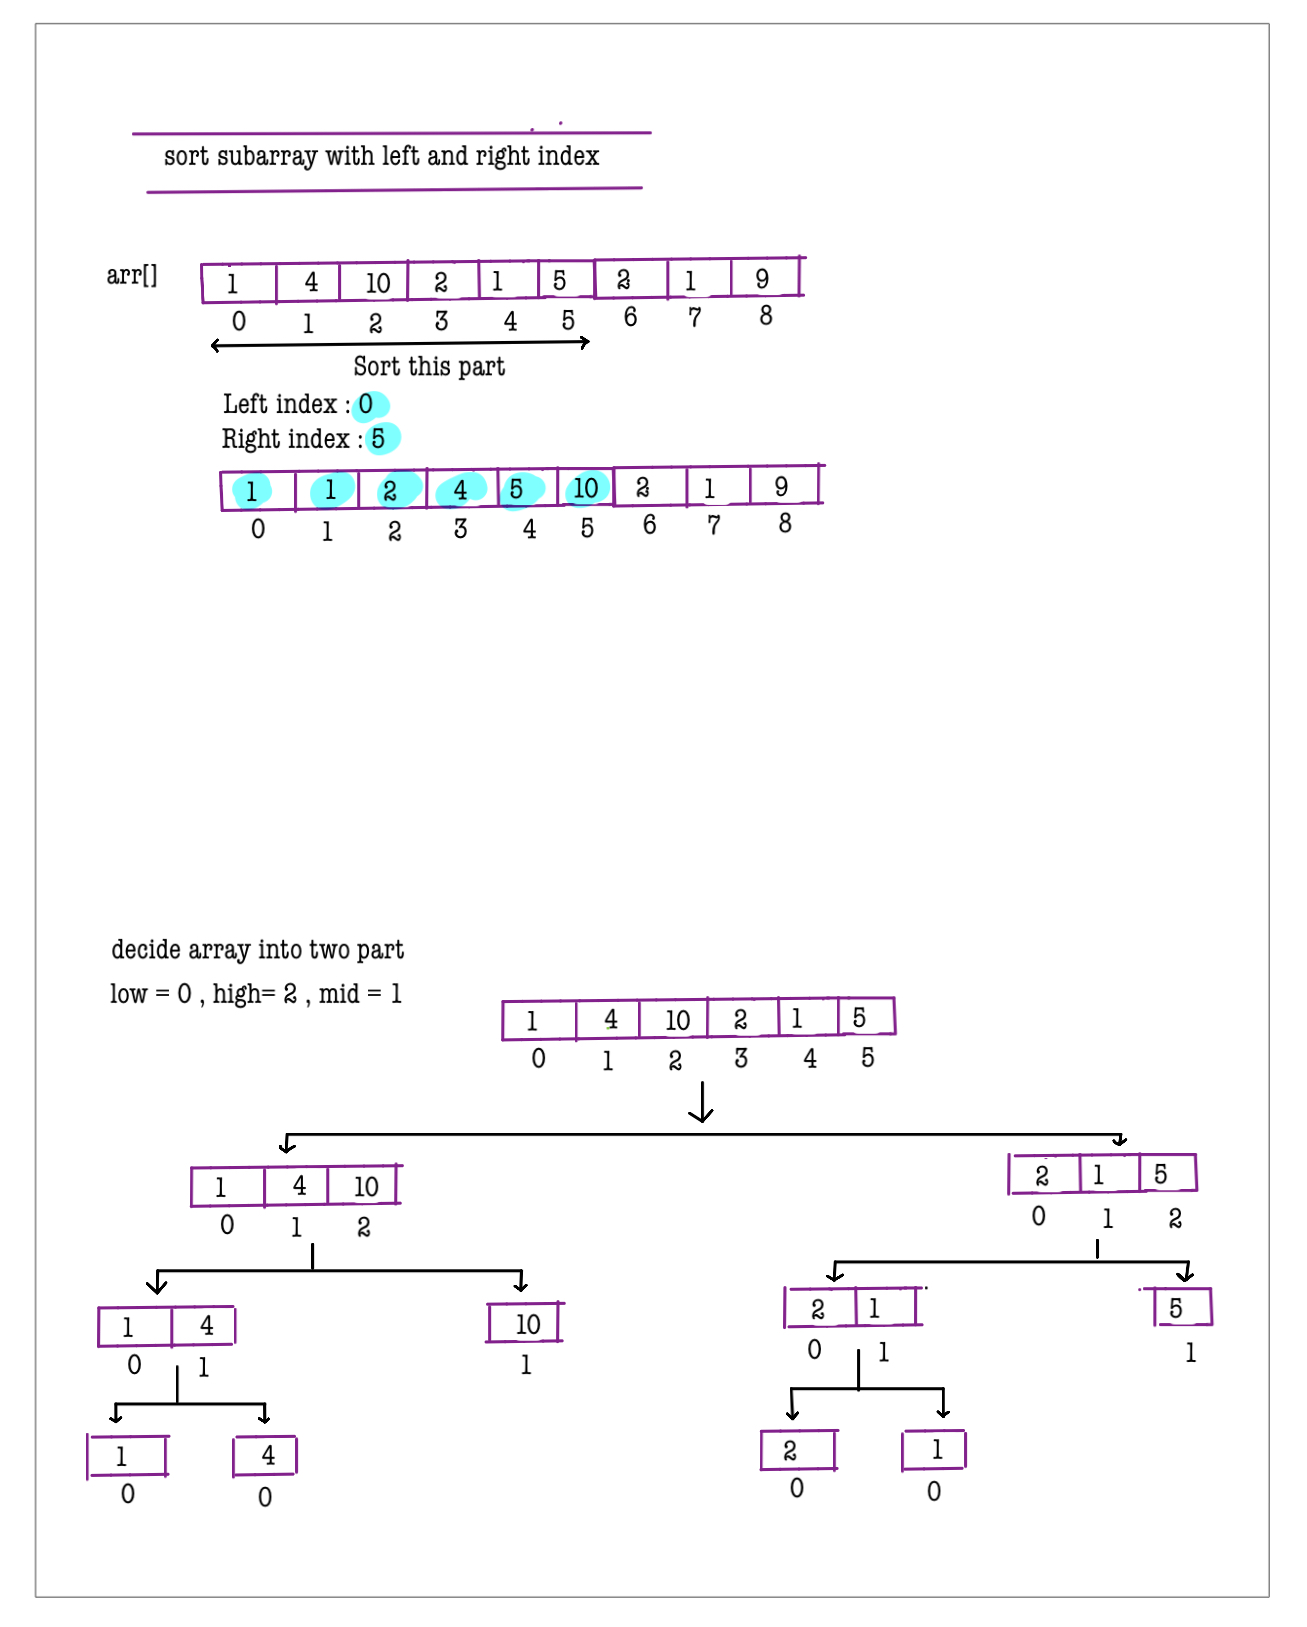 sort subarray with left and right index
arr[] 1 4 10 2 1 5 2 1 9
0 1 2 3 4 5 6 7 8
Sort this part
Left index : 0
Right index : 5
1 1 2 4 5 10 2 1 9
0 1 2 3 4 5 6 7 8
decide array into two part
low = 0 , high= 2 , mid = 1
1 4 10 2 1 5
0 1 2 3 4 5
1 4 10 2 1 5
0 1 2 0 1 2
1 4 10 2 1 5
0 1 1 0 1 1
1 4 2 1
0 0 0 0